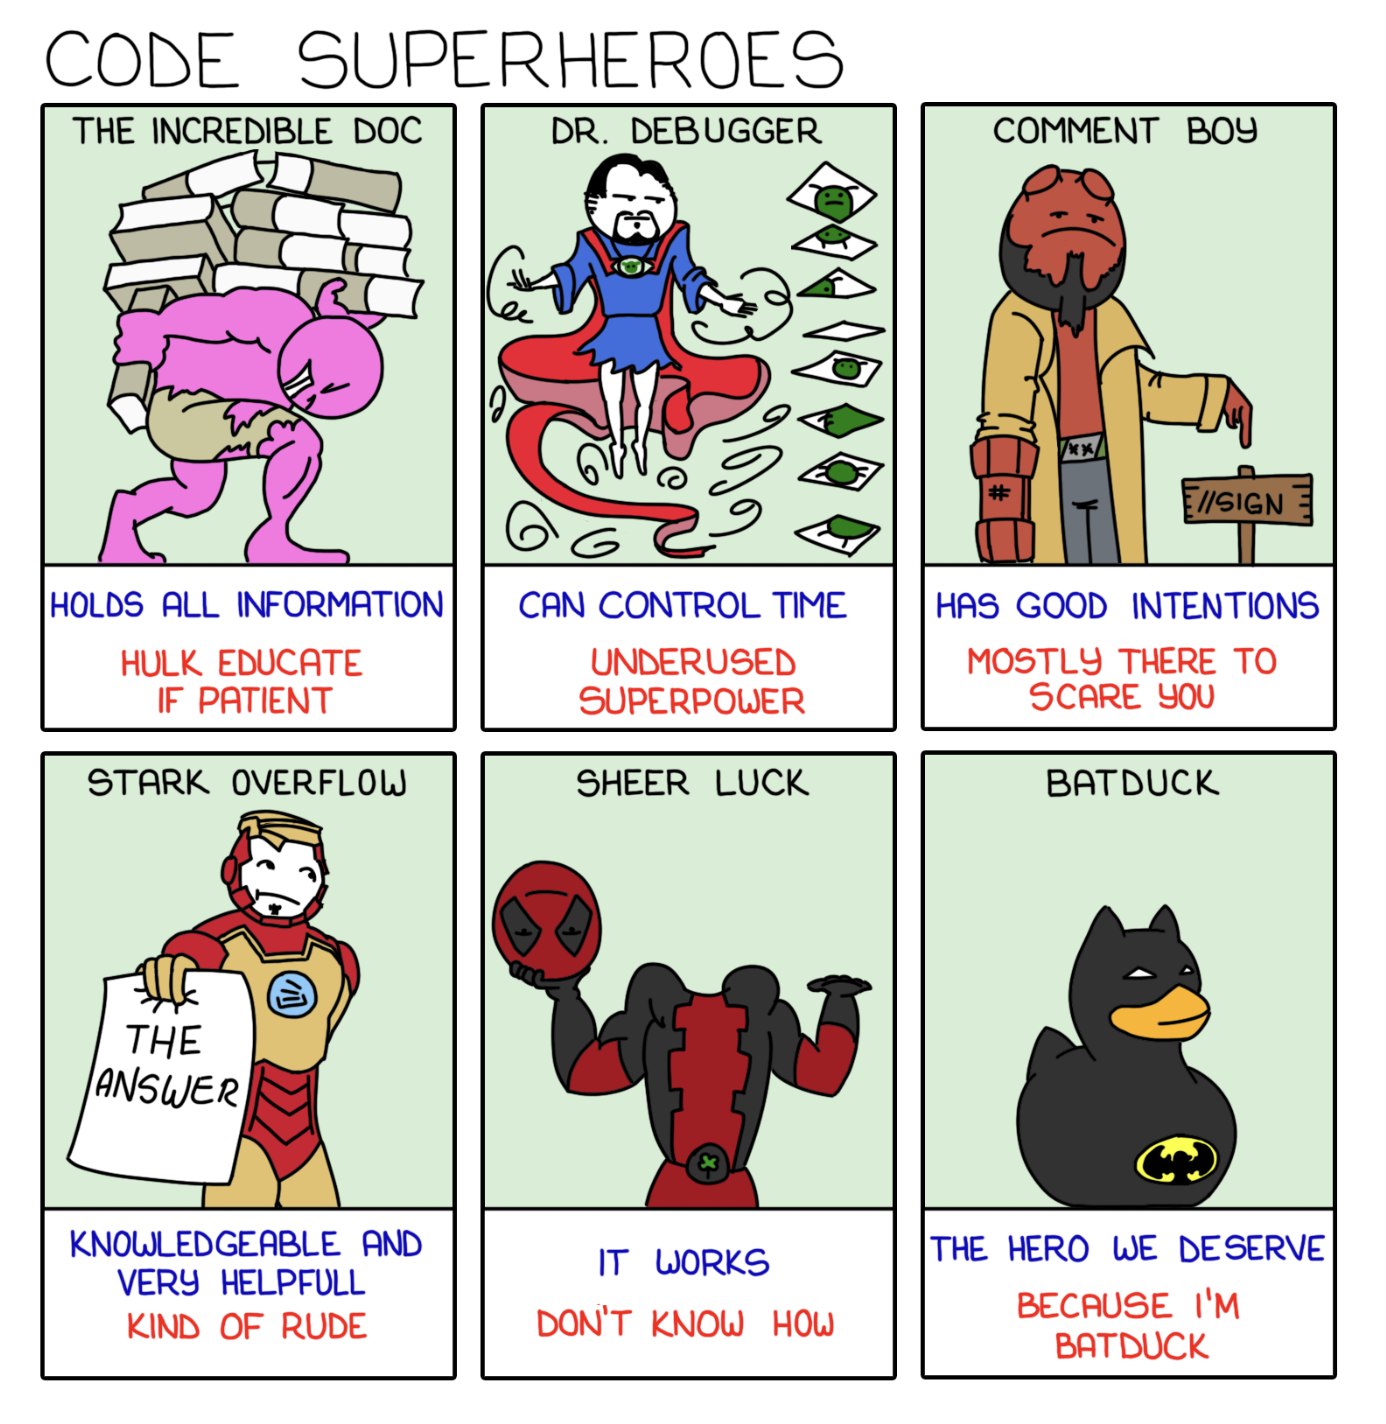 CODE SUPERHEROES
THE INCREDIBLE DOC
HOLDS ALL INFORMATION
HULK EDUCATE
IF PATIENT
DR. DEBUGGER
CAN CONTROL TIME
UNDERUSED
SUPERPOWER
COMMENT BOY
#
//SIGN
HAS GOOD INTENTIONS
MOSTLY THERE TO
SCARE YOU
STARK OVERFLOW
THE
ANSWER
KNOWLEDGEABLE AND
VERY HELPFULL
KIND OF RUDE
SHEER LUCK
IT WORKS
DON'T KNOW HOW
BATDUCK
THE HERO WE DESERVE
BECAUSE I'M
BATDUCK